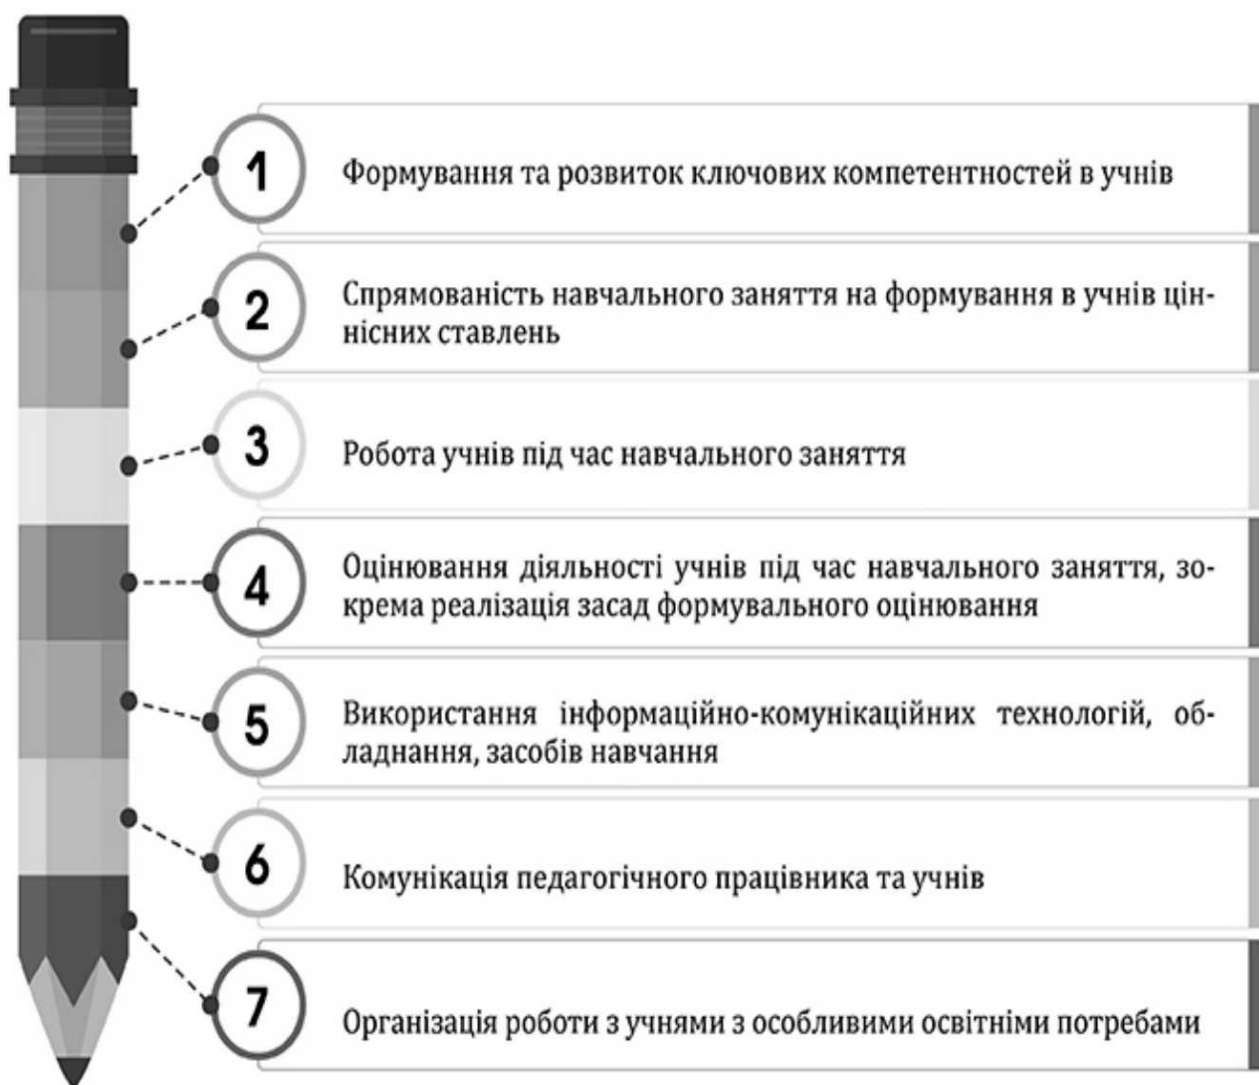 1
Формування та розвиток ключових компетентностей в учнів
2
Спрямованість навчального заняття на формування в учнів цін-
нісних ставлень
3
Робота учнів під час навчального заняття
4
Оцінювання діяльності учнів під час навчального заняття, зо-
крема реалізація засад формувального оцінювання
5
Використання інформаційно-комунікаційних технологій, об-
ладнання, засобів навчання
6
Комунікація педагогічного працівника та учнів
7
Організація роботи з учнями з особливими освітніми потребами